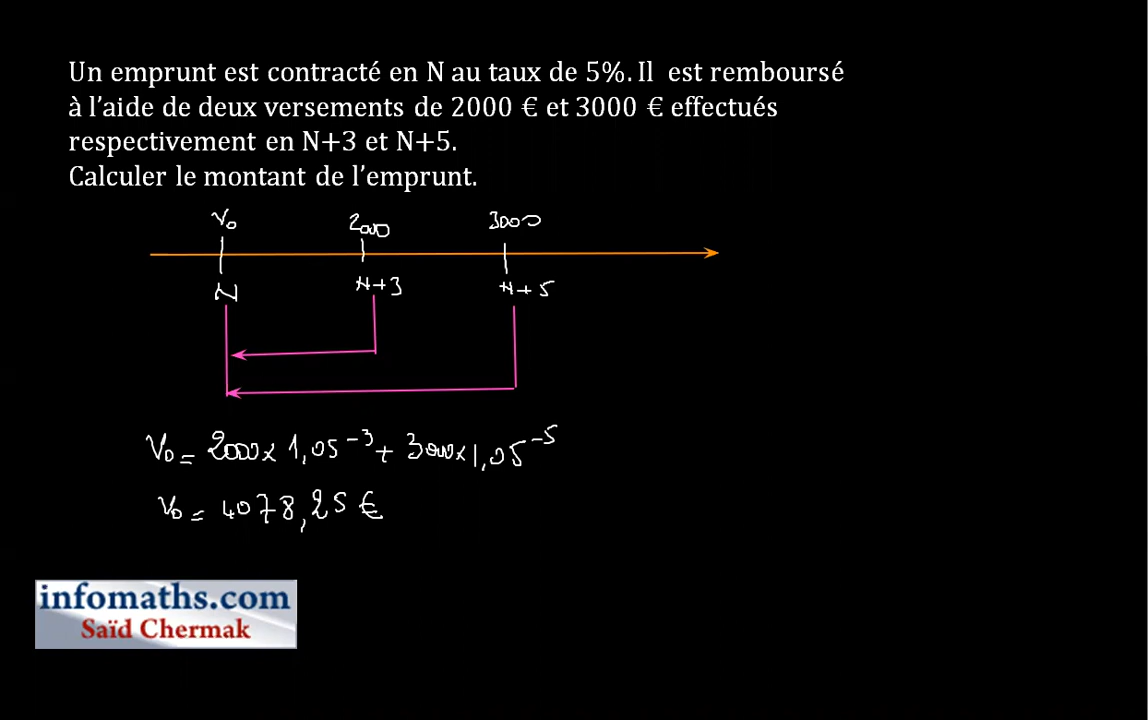 Un emprunt est contracté en N au taux de 5%. Il est remboursé
à l’aide de deux versements de 2000 € et 3000 € effectués
respectivement en N+3 et N+5.
Calculer le montant de l’emprunt.
V₀ 2000 3000
N N+3 N+5
V₀ = 2000 × 1,05⁻³ + 3000 × 1,05⁻⁵
V₀ = 4078,25 €
infomaths.com
Saïd Chermak